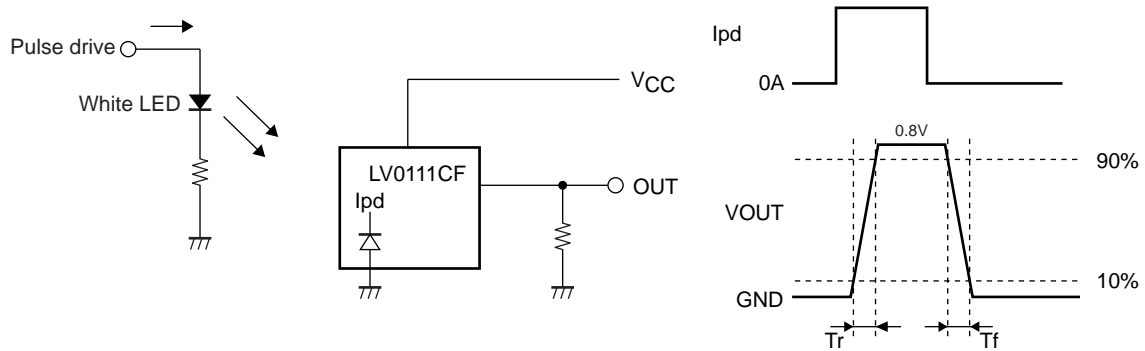 Pulse drive
White LED
VCC
LV0111CF
Ipd
OUT
Ipd
0A
0.8V
90%
VOUT
10%
GND
Tr
Tf